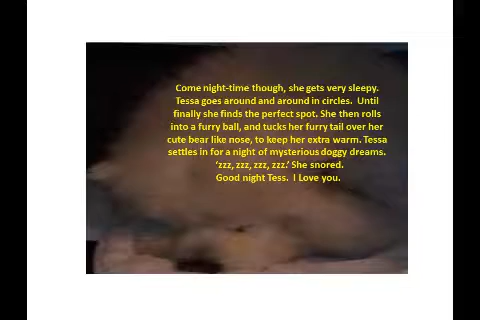 Come night-time though, she gets very sleepy.
Tessa goes around and around in circles.  Until
finally she finds the perfect spot. She then rolls
into a furry ball, and tucks her furry tail over her
cute bear like nose, to keep her extra warm. Tessa
settles in for a night of mysterious doggy dreams.
‘zzz, zzz, zzz, zzz.’ She snored.
Good night Tess.  I Love you.